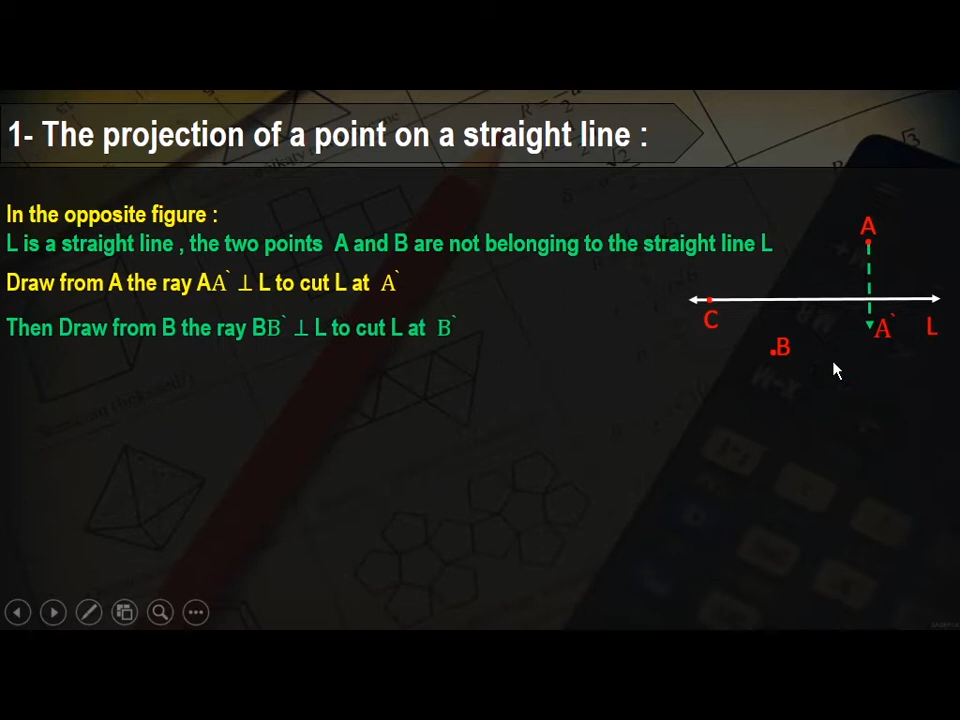 1- The projection of a point on a straight line :
In the opposite figure :
L is a straight line , the two points A and B are not belonging to the straight line L
Draw from A the ray AA` ⊥ L to cut L at A`
Then Draw from B the ray BB` ⊥ L to cut L at B`
A
C
A`
L
.B